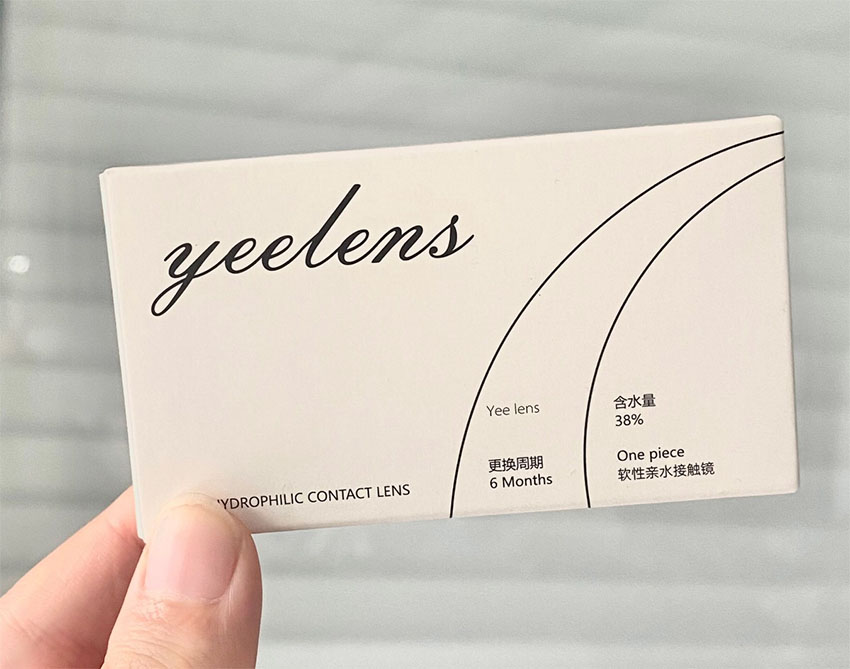 yeelens
HYDROPHILIC CONTACT LENS
Yee lens
更换周期
6 Months
含水量
38%
One piece
软性亲水接触镜